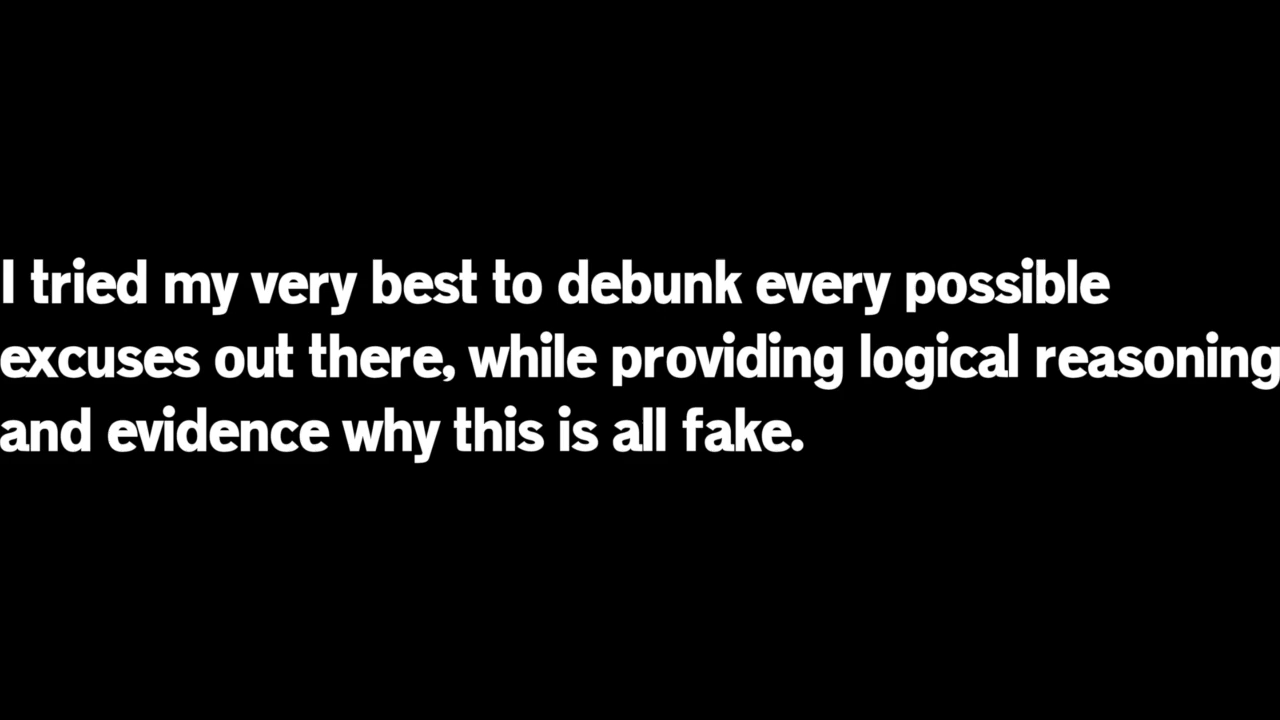 I tried my very best to debunk every possible
excuses out there, while providing logical reasoning
and evidence why this is all fake.